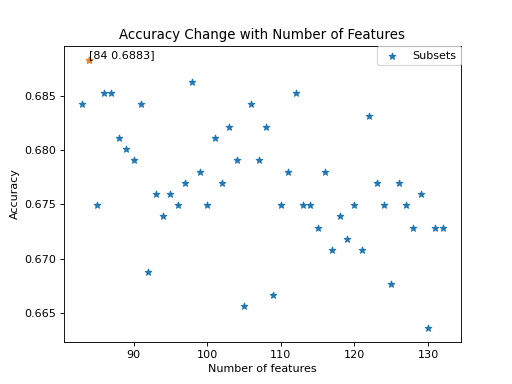 Accuracy Change with Number of Features
[84 0.6883]
Subsets
0.685
0.680
0.675
0.670
0.665
Accuracy
90 100 110 120 130
Number of features